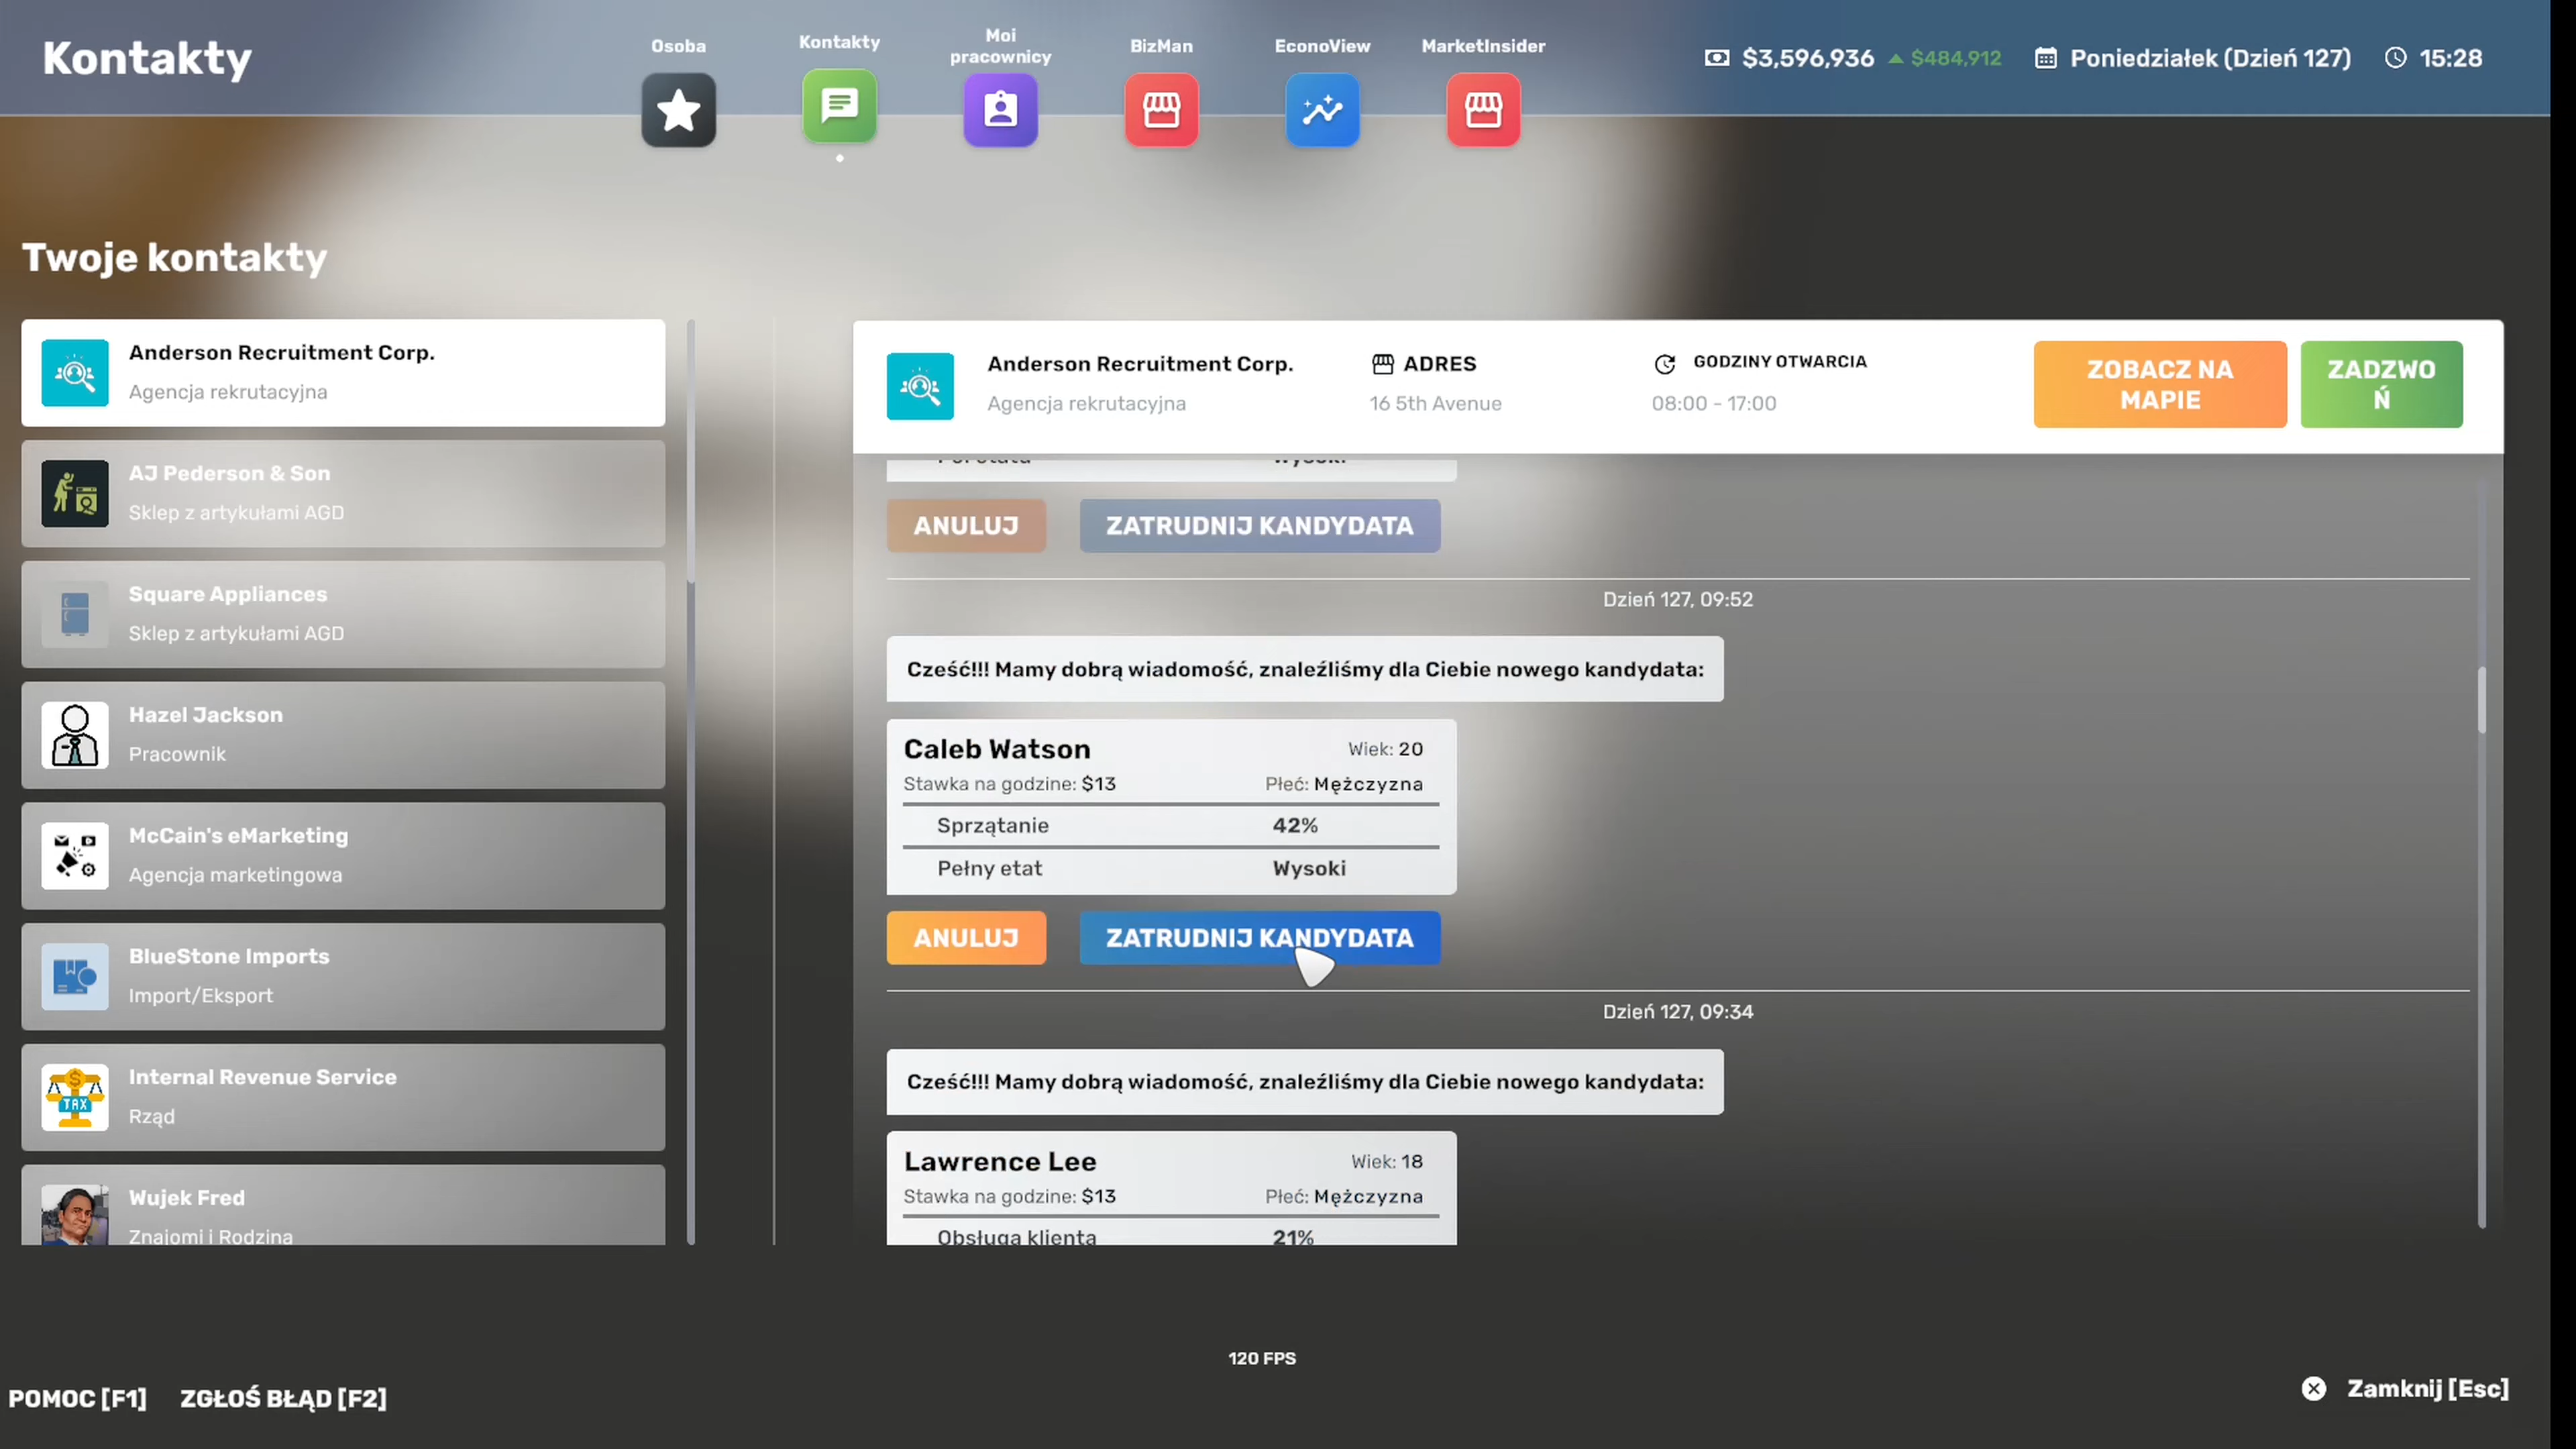 Kontakty
Osoba
Kontakty
Moi
pracownicy
BizMan
EconoView
MarketInsider
$3,596,936
$484,912
Poniedziałek (Dzień 127)
15:28
Twoje kontakty
Anderson Recruitment Corp.
Agencja rekrutacyjna
AJ Pederson & Son
Sklep z artykułami AGD
Square Appliances
Sklep z artykułami AGD
Hazel Jackson
Pracownik
McCain's eMarketing
Agencja marketingowa
BlueStone Imports
Import/Eksport
TAX
Internal Revenue Service
Rząd
Wujek Fred
Znajomi i Rodzina
Anderson Recruitment Corp.
Agencja rekrutacyjna
ADRES
16 5th Avenue
GODZINY OTWARCIA
08:00 - 17:00
ZOBACZ NA
MAPIE
ZADZWO
Ń
Wysoki
ANULUJ
ZATRUDNIJ KANDYDATA
Dzień 127, 09:52
Cześć!!! Mamy dobrą wiadomość, znaleźliśmy dla Ciebie nowego kandydata:
Caleb Watson
Wiek: 20
Stawka na godzine: $13
Płeć: Mężczyzna
Sprzątanie
42%
Pełny etat
Wysoki
ANULUJ
ZATRUDNIJ KANDYDATA
Dzień 127, 09:34
Cześć!!! Mamy dobrą wiadomość, znaleźliśmy dla Ciebie nowego kandydata:
Lawrence Lee
Wiek: 18
Stawka na godzine: $13
Płeć: Mężczyzna
Obsługa klienta
21%
120 FPS
POMOC [F1]
ZGŁOŚ BŁĄD [F2]
Zamknij [Esc]